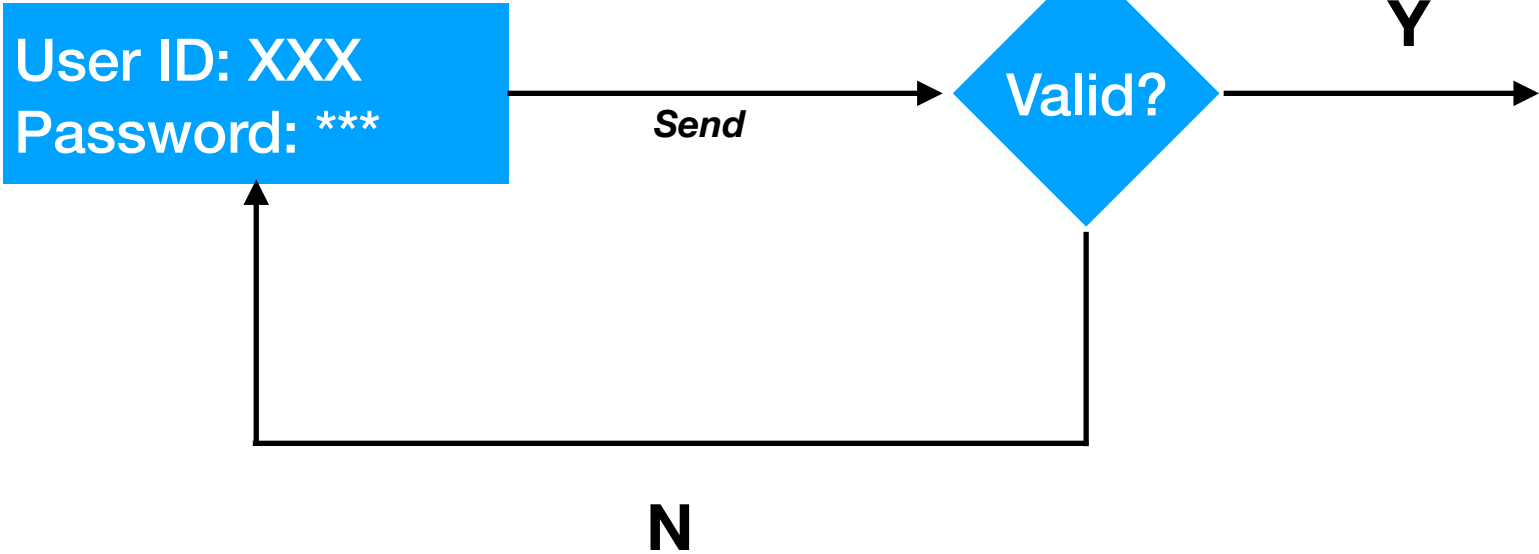 User ID: XXX
Password: ***
Send
Valid?
Y
N